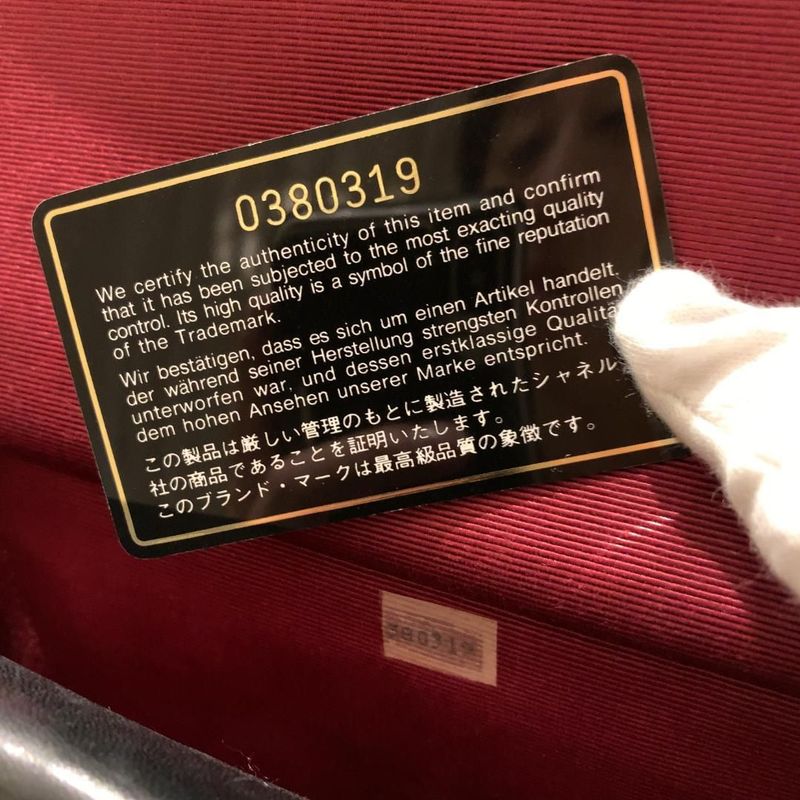 0380319
We certify the authenticity of this item and confirm
that it has been subjected to the most exacting quality
control. Its high quality is a symbol of the fine reputation
of the Trademark.
Wir bestätigen, dass es sich um einen Artikel handelt,
der während seiner Herstellung strengsten Kontrollen
unterworfen war, und dessen erstklassige Qualitä
dem hohen Ansehen unserer Marke entspricht.
この製品は厳しい管理のもとに製造されたシャネル
社の商品であることを証明いたします。
このブランド・マークは最高級品質の象徴です。
380319